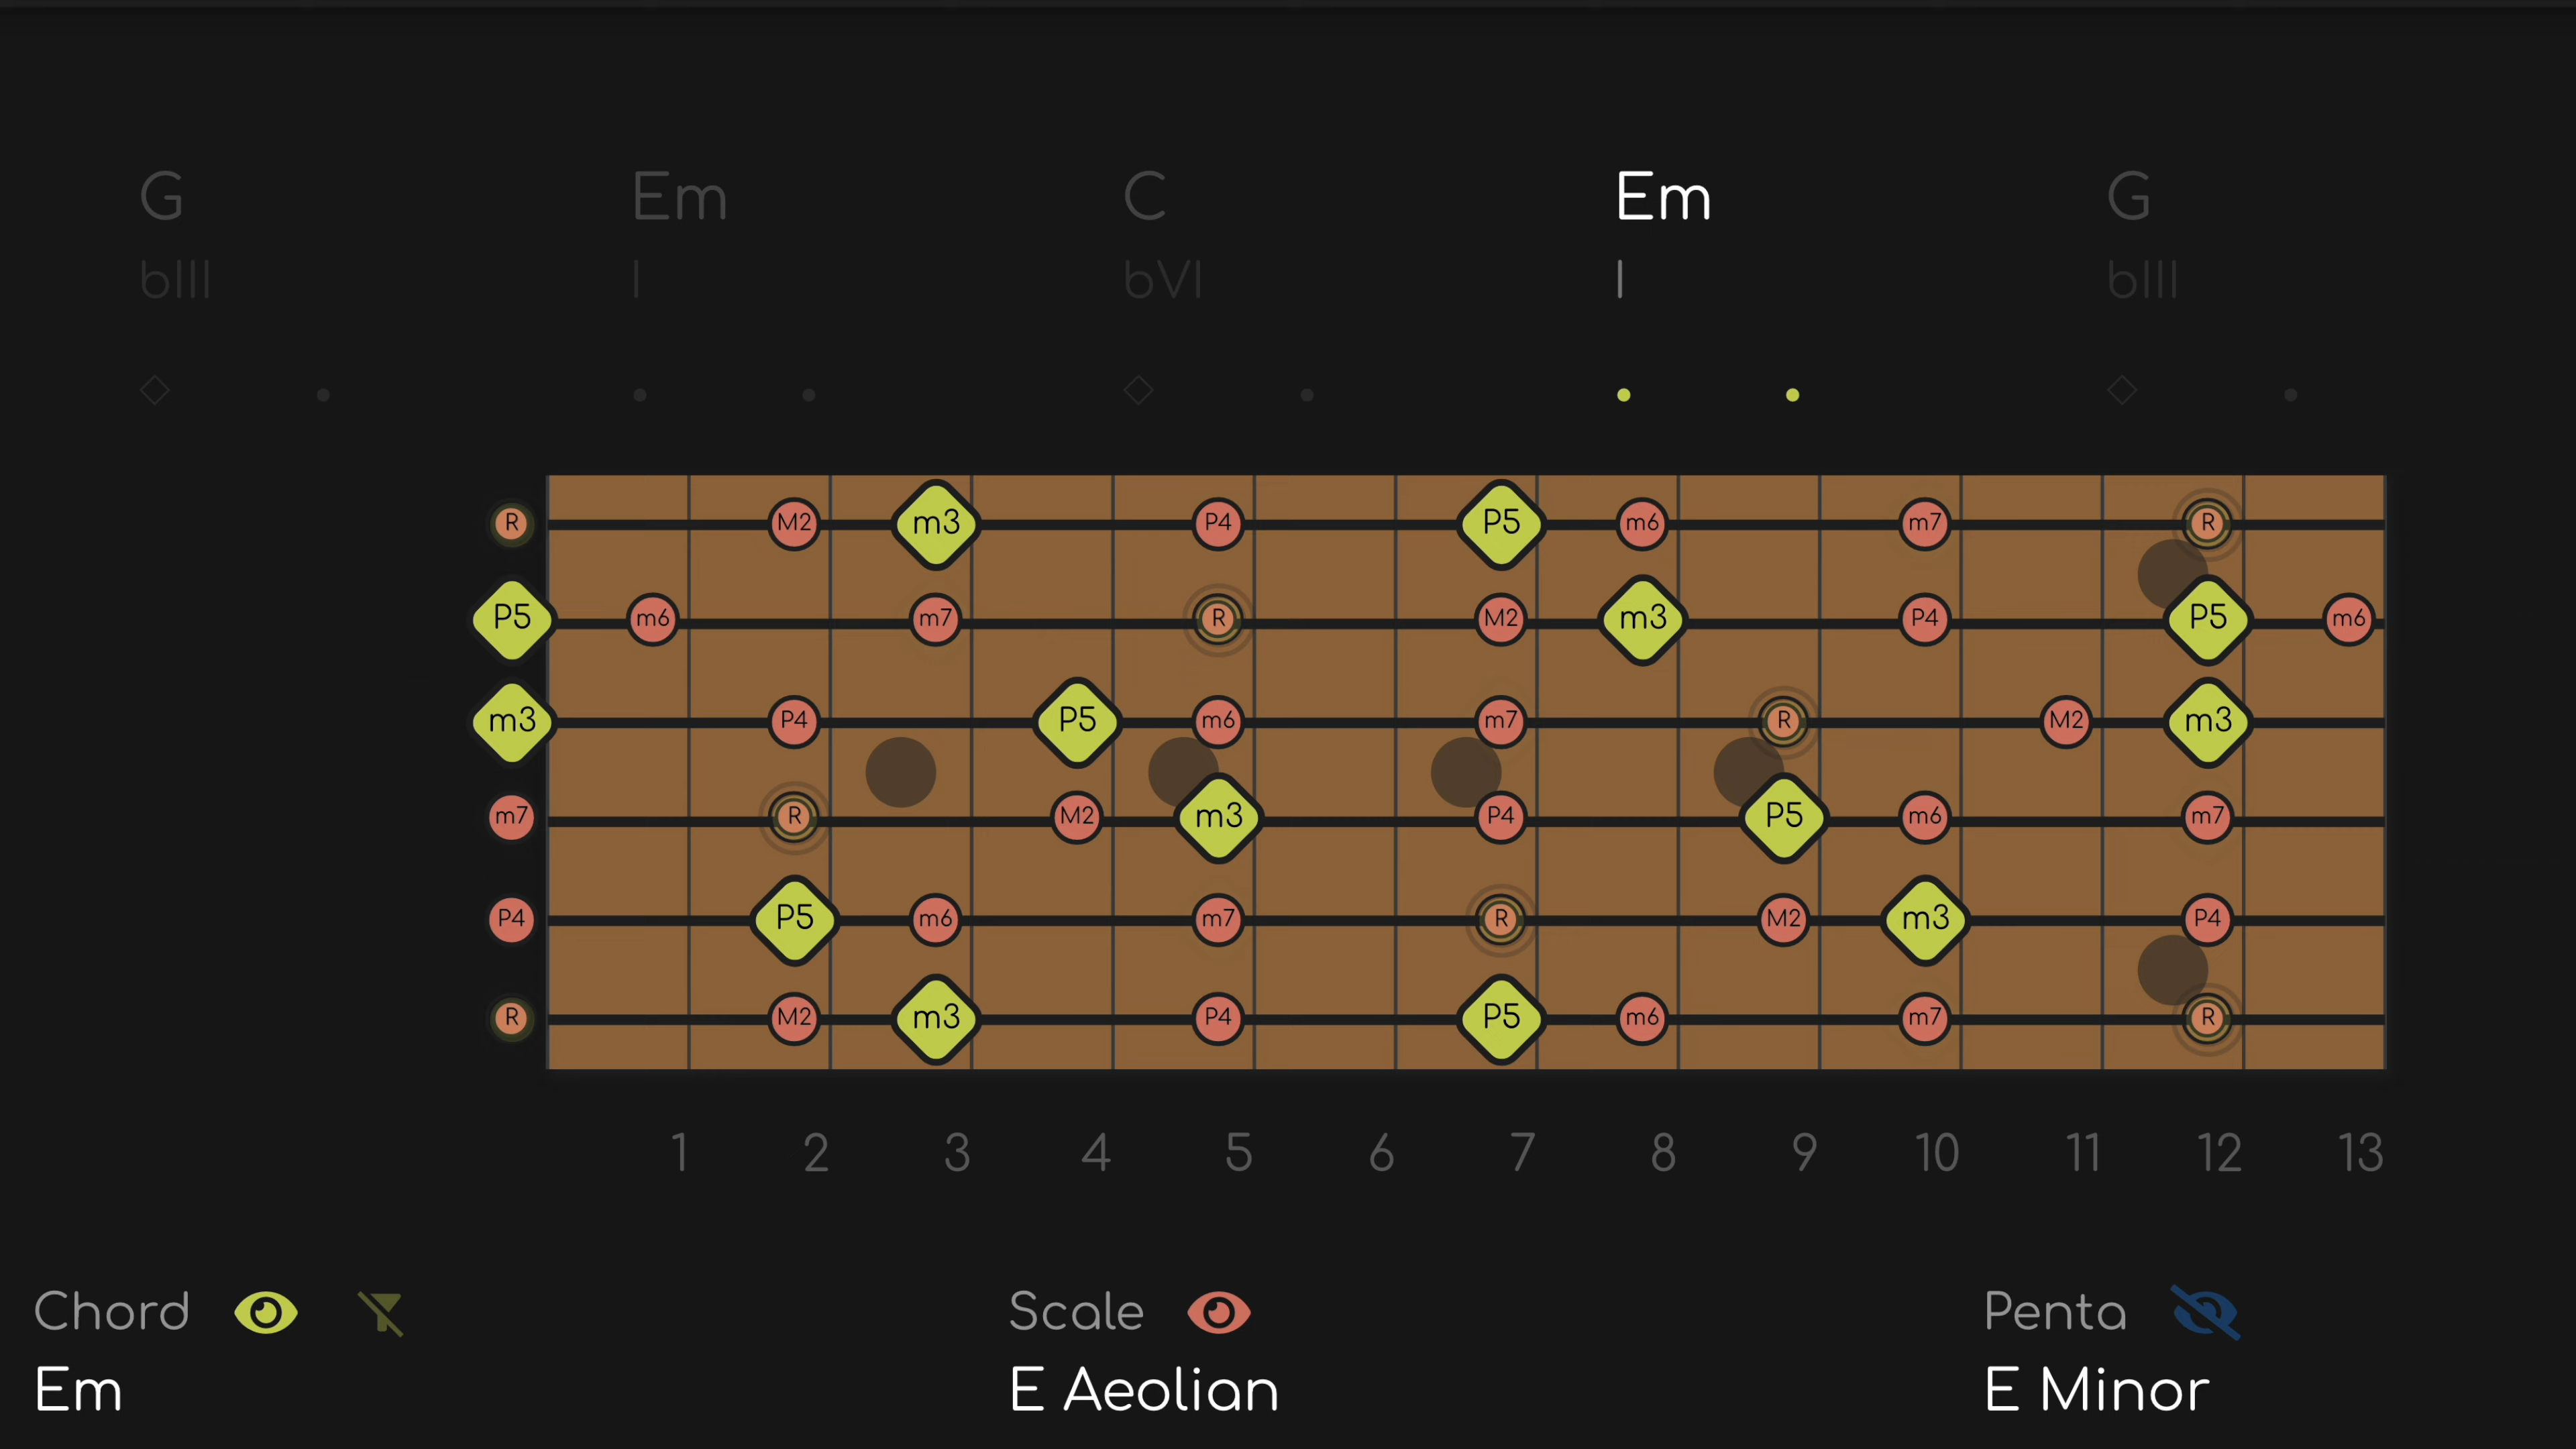 G Em C Em G
bIII I bVI I bIII
R M2 m3 P4 P5 m6 m7 R
P5 m6 m7 R M2 m3 P4 P5 m6
m3 P4 P5 m6 m7 R M2 m3
m7 R M2 m3 P4 P5 m6 m7
P4 P5 m6 m7 R M2 m3 P4
R M2 m3 P4 P5 m6 m7 R
1 2 3 4 5 6 7 8 9 10 11 12 13
Chord Scale Penta
Em E Aeolian E Minor